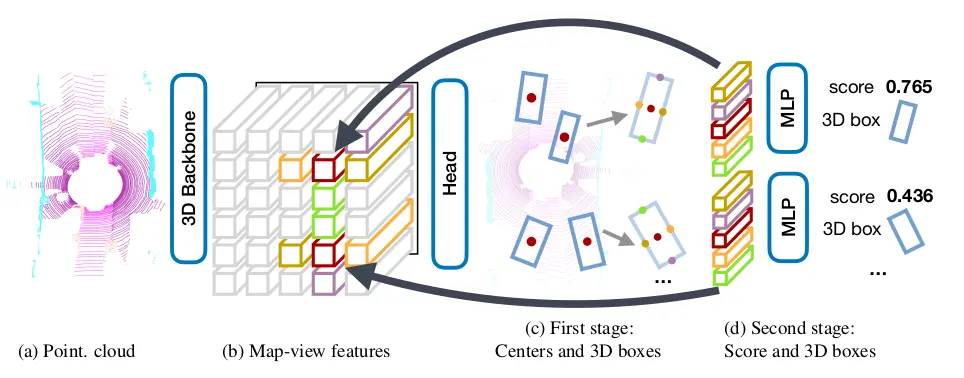 3D Backbone
Head
MLP
score 0.765
3D box
MLP
score 0.436
3D box
...
...
(a) Point. cloud
(b) Map-view features
(c) First stage:
Centers and 3D boxes
(d) Second stage:
Score and 3D boxes